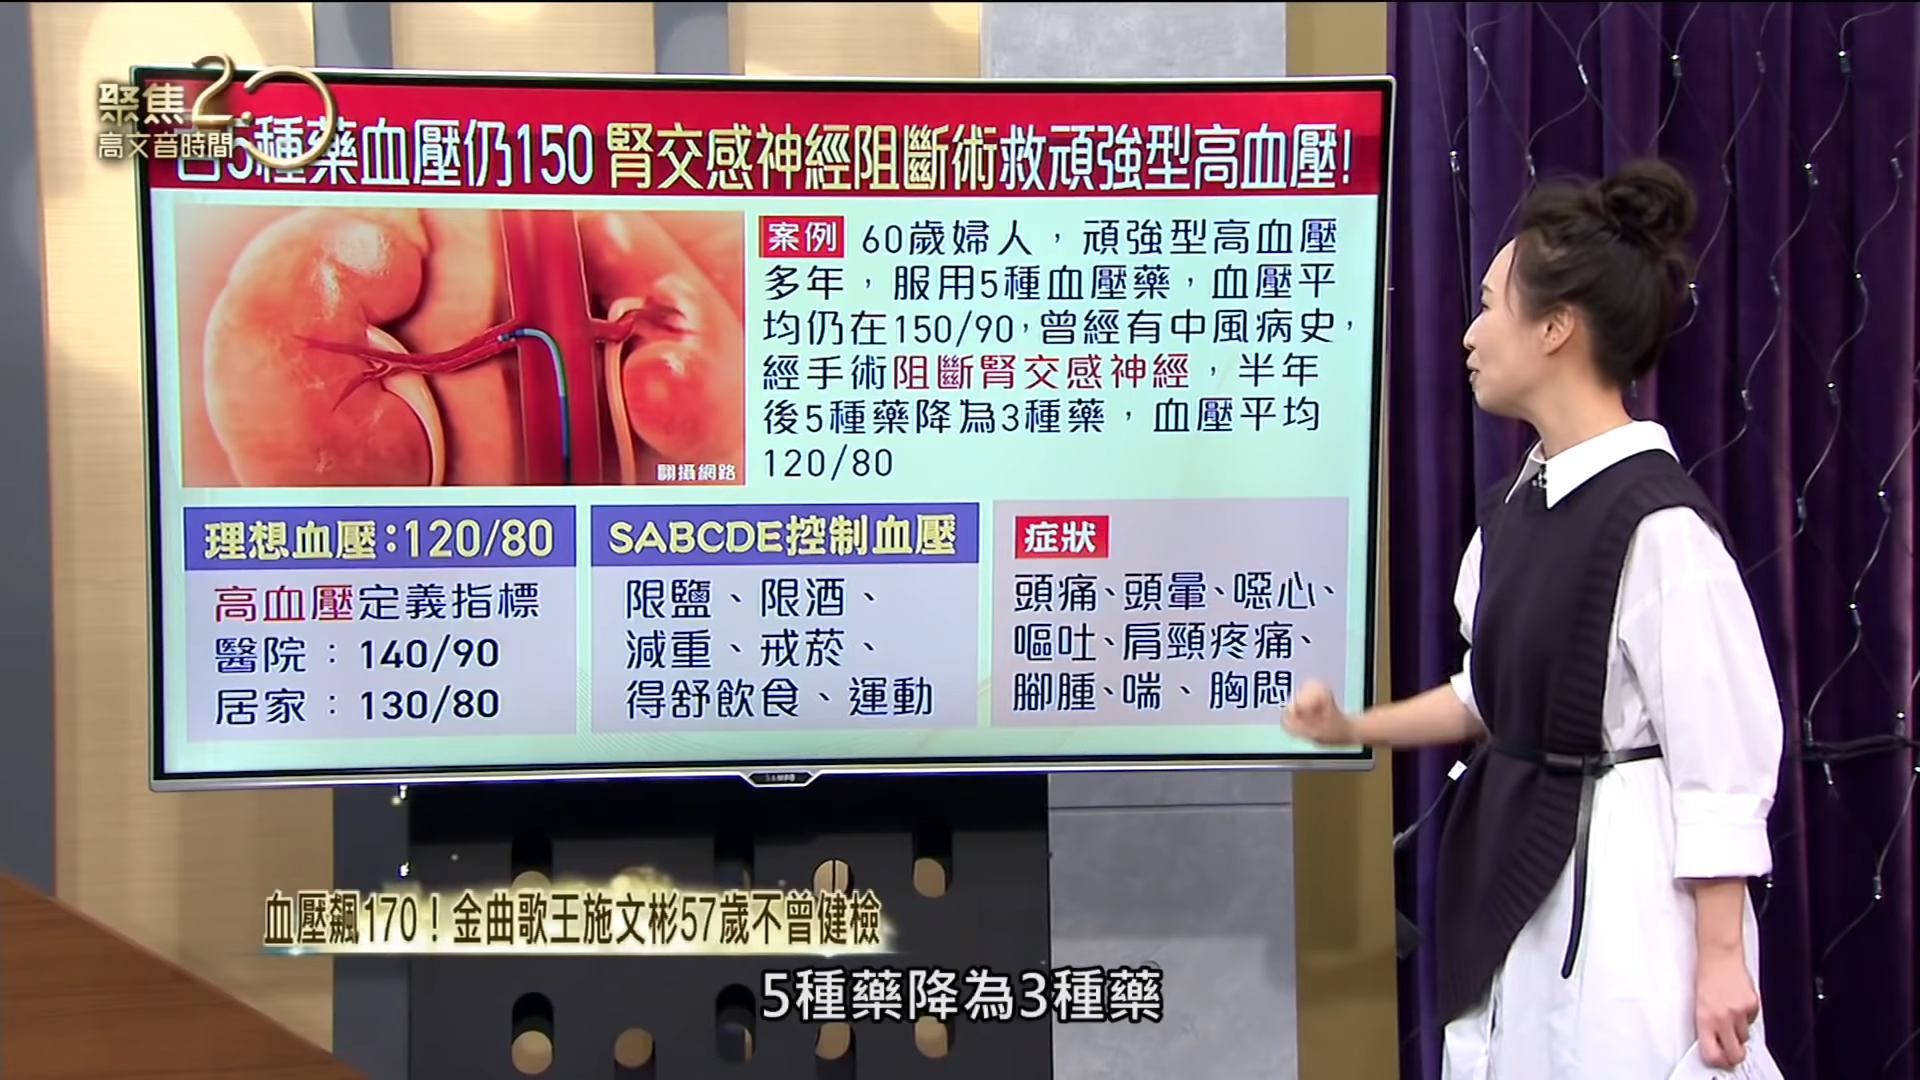 聚焦2.0
高文音時間
5種藥血壓仍150 腎交感神經阻斷術救頑強型高血壓!
案例 60歲婦人，頑強型高血壓
多年，服用5種血壓藥，血壓平
均仍在150/90，曾經有中風病史，
經手術阻斷腎交感神經，半年
後5種藥降為3種藥，血壓平均
120/80
翻攝網路
理想血壓:120/80
高血壓定義指標
醫院：140/90
居家：130/80
SABCDE控制血壓
限鹽、限酒、
減重、戒菸、
得舒飲食、運動
症狀
頭痛、頭暈、噁心、
嘔吐、肩頸疼痛、
腳腫、喘、胸悶
SAMPO
血壓飆170！金曲歌王施文彬57歲不曾健檢
5種藥降為3種藥